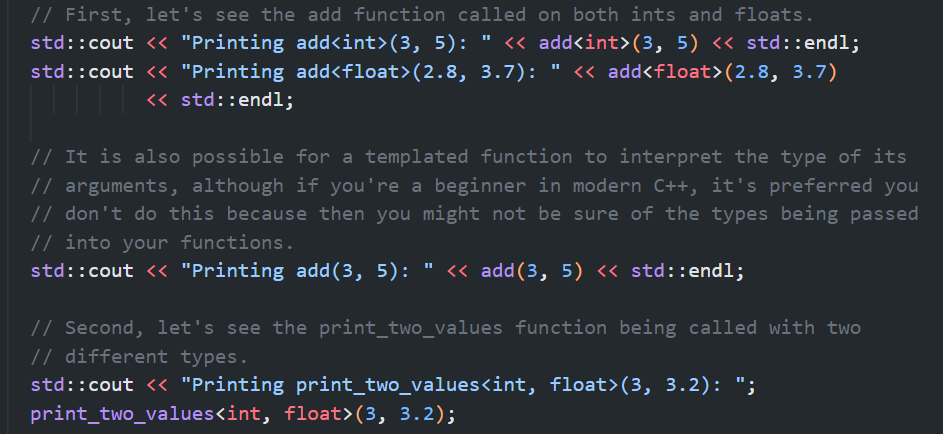 // First, let's see the add function called on both ints and floats.
std::cout << "Printing add<int>(3, 5): " << add<int>(3, 5) << std::endl;
std::cout << "Printing add<float>(2.8, 3.7): " << add<float>(2.8, 3.7)
<< std::endl;
// It is also possible for a templated function to interpret the type of its
// arguments, although if you're a beginner in modern C++, it's preferred you
// don't do this because then you might not be sure of the types being passed
// into your functions.
std::cout << "Printing add(3, 5): " << add(3, 5) << std::endl;
// Second, let's see the print_two_values function being called with two
// different types.
std::cout << "Printing print_two_values<int, float>(3, 3.2): ";
print_two_values<int, float>(3, 3.2);